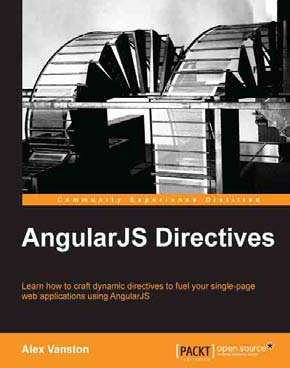 Community Experience Distilled
AngularJS Directives
Learn how to craft dynamic directives to fuel your single-page
web applications using AngularJS
Alex Vanston
[PACKT]
open source*
PUBLISHING